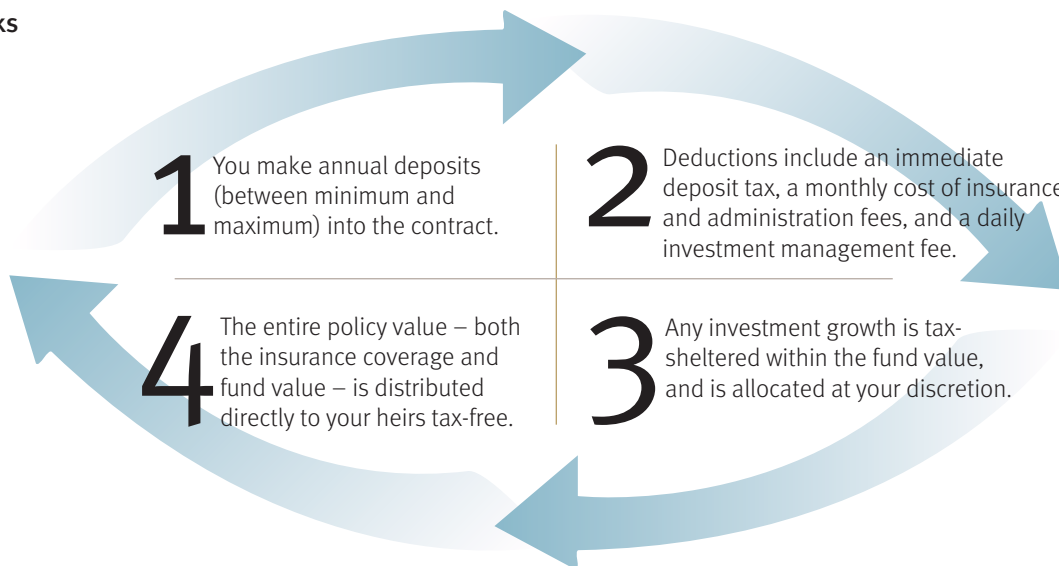 1
You make annual deposits
(between minimum and
maximum) into the contract.
2
Deductions include an immediate
deposit tax, a monthly cost of insurance
and administration fees, and a daily
investment management fee.
3
Any investment growth is tax-
sheltered within the fund value,
and is allocated at your discretion.
4
The entire policy value – both
the insurance coverage and
fund value – is distributed
directly to your heirs tax-free.